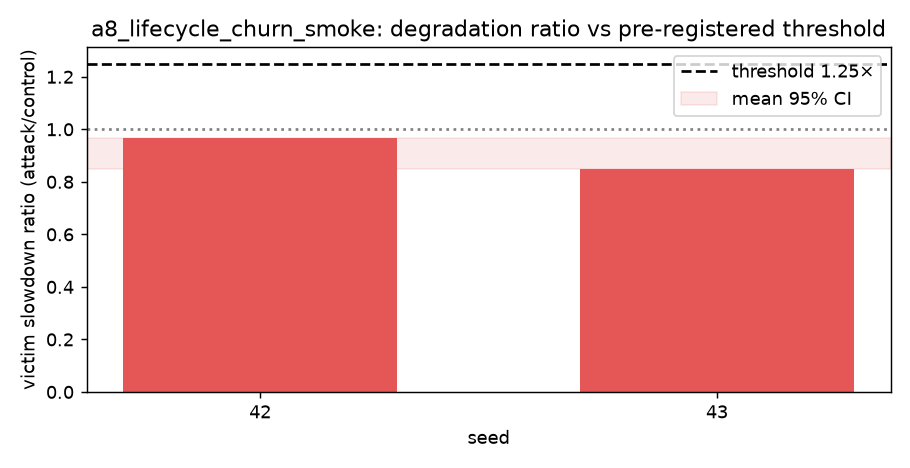 a8_lifecycle_churn_smoke: degradation ratio vs pre-registered threshold
victim slowdown ratio (attack/control)
1.2
1.0
0.8
0.6
0.4
0.2
0.0
threshold 1.25×
mean 95% CI
42
43
seed